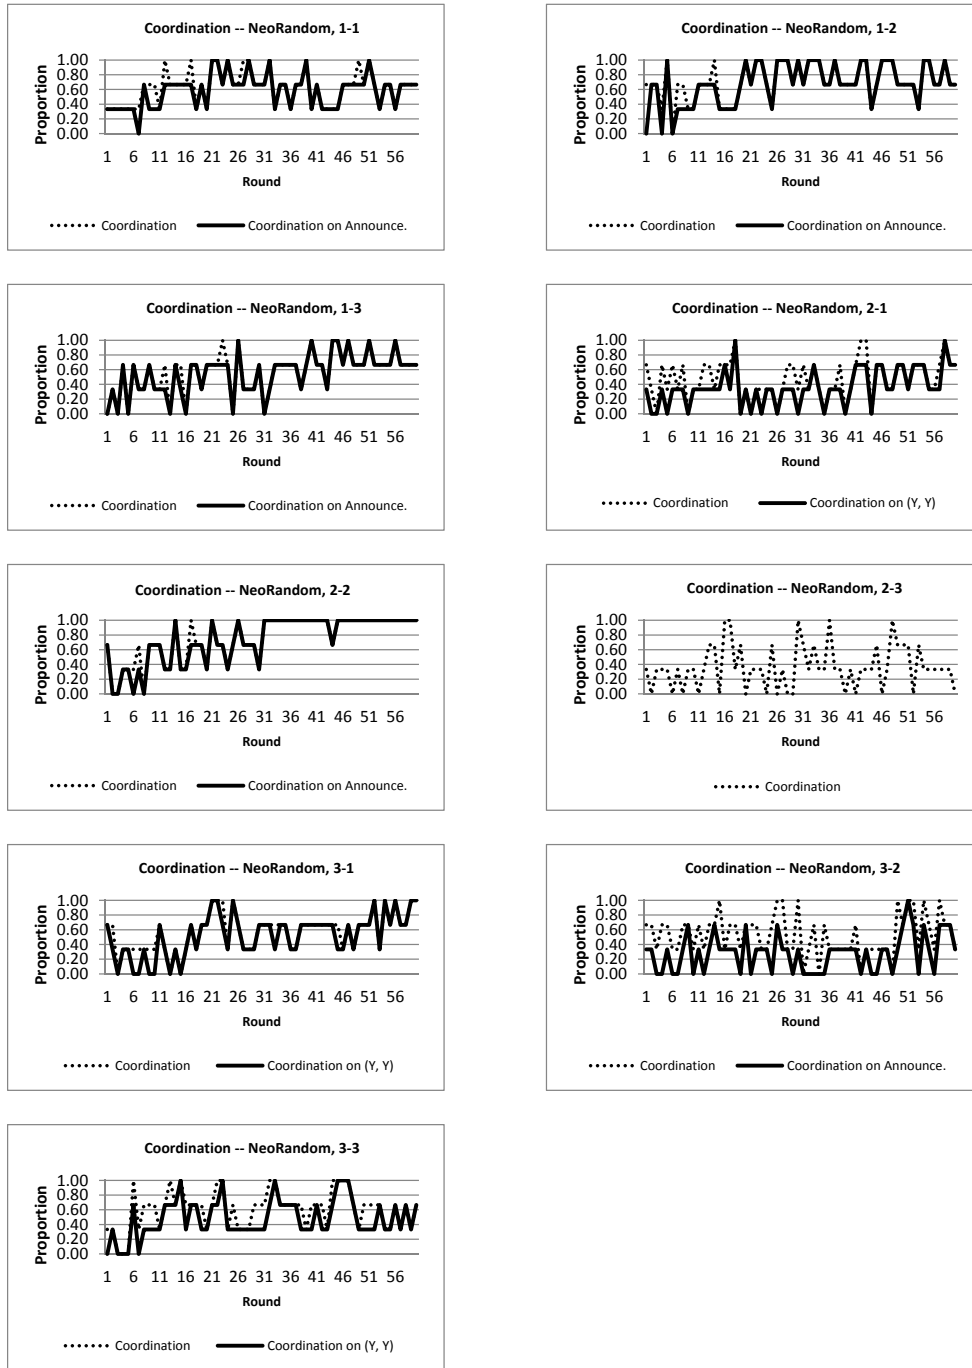 Coordination -- NeoRandom, 1-1
1.00
0.80
0.60
0.40
0.20
0.00
Proportion
1 6 11 16 21 26 31 36 41 46 51 56
Round
Coordination Coordination on Announce.
Coordination -- NeoRandom, 1-2
1.00
0.80
0.60
0.40
0.20
0.00
Proportion
1 6 11 16 21 26 31 36 41 46 51 56
Round
Coordination Coordination on Announce.
Coordination -- NeoRandom, 1-3
1.00
0.80
0.60
0.40
0.20
0.00
Proportion
1 6 11 16 21 26 31 36 41 46 51 56
Round
Coordination Coordination on Announce.
Coordination -- NeoRandom, 2-1
1.00
0.80
0.60
0.40
0.20
0.00
Proportion
1 6 11 16 21 26 31 36 41 46 51 56
Round
Coordination Coordination on (Y, Y)
Coordination -- NeoRandom, 2-2
1.00
0.80
0.60
0.40
0.20
0.00
Proportion
1 6 11 16 21 26 31 36 41 46 51 56
Round
Coordination Coordination on Announce.
Coordination -- NeoRandom, 2-3
1.00
0.80
0.60
0.40
0.20
0.00
Proportion
1 6 11 16 21 26 31 36 41 46 51 56
Round
Coordination
Coordination -- NeoRandom, 3-1
1.00
0.80
0.60
0.40
0.20
0.00
Proportion
1 6 11 16 21 26 31 36 41 46 51 56
Round
Coordination Coordination on (Y, Y)
Coordination -- NeoRandom, 3-2
1.00
0.80
0.60
0.40
0.20
0.00
Proportion
1 6 11 16 21 26 31 36 41 46 51 56
Round
Coordination Coordination on Announce.
Coordination -- NeoRandom, 3-3
1.00
0.80
0.60
0.40
0.20
0.00
Proportion
1 6 11 16 21 26 31 36 41 46 51 56
Round
Coordination Coordination on (Y, Y)